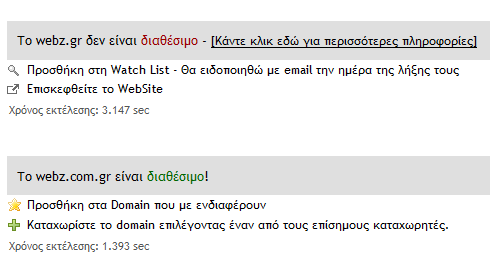 Το webz.gr δεν είναι διαθέσιμο - [Κάντε κλικ εδώ για περισσότερες πληροφορίες]
Προσθήκη στη Watch List - Θα ειδοποιηθώ με email την ημέρα της λήξης τους
Επισκεφθείτε το WebSite
Χρόνος εκτέλεσης: 3.147 sec
Το webz.com.gr είναι διαθέσιμο!
Προσθήκη στα Domain που με ενδιαφέρουν
Καταχωρίστε το domain επιλέγοντας έναν από τους επίσημους καταχωρητές.
Χρόνος εκτέλεσης: 1.393 sec